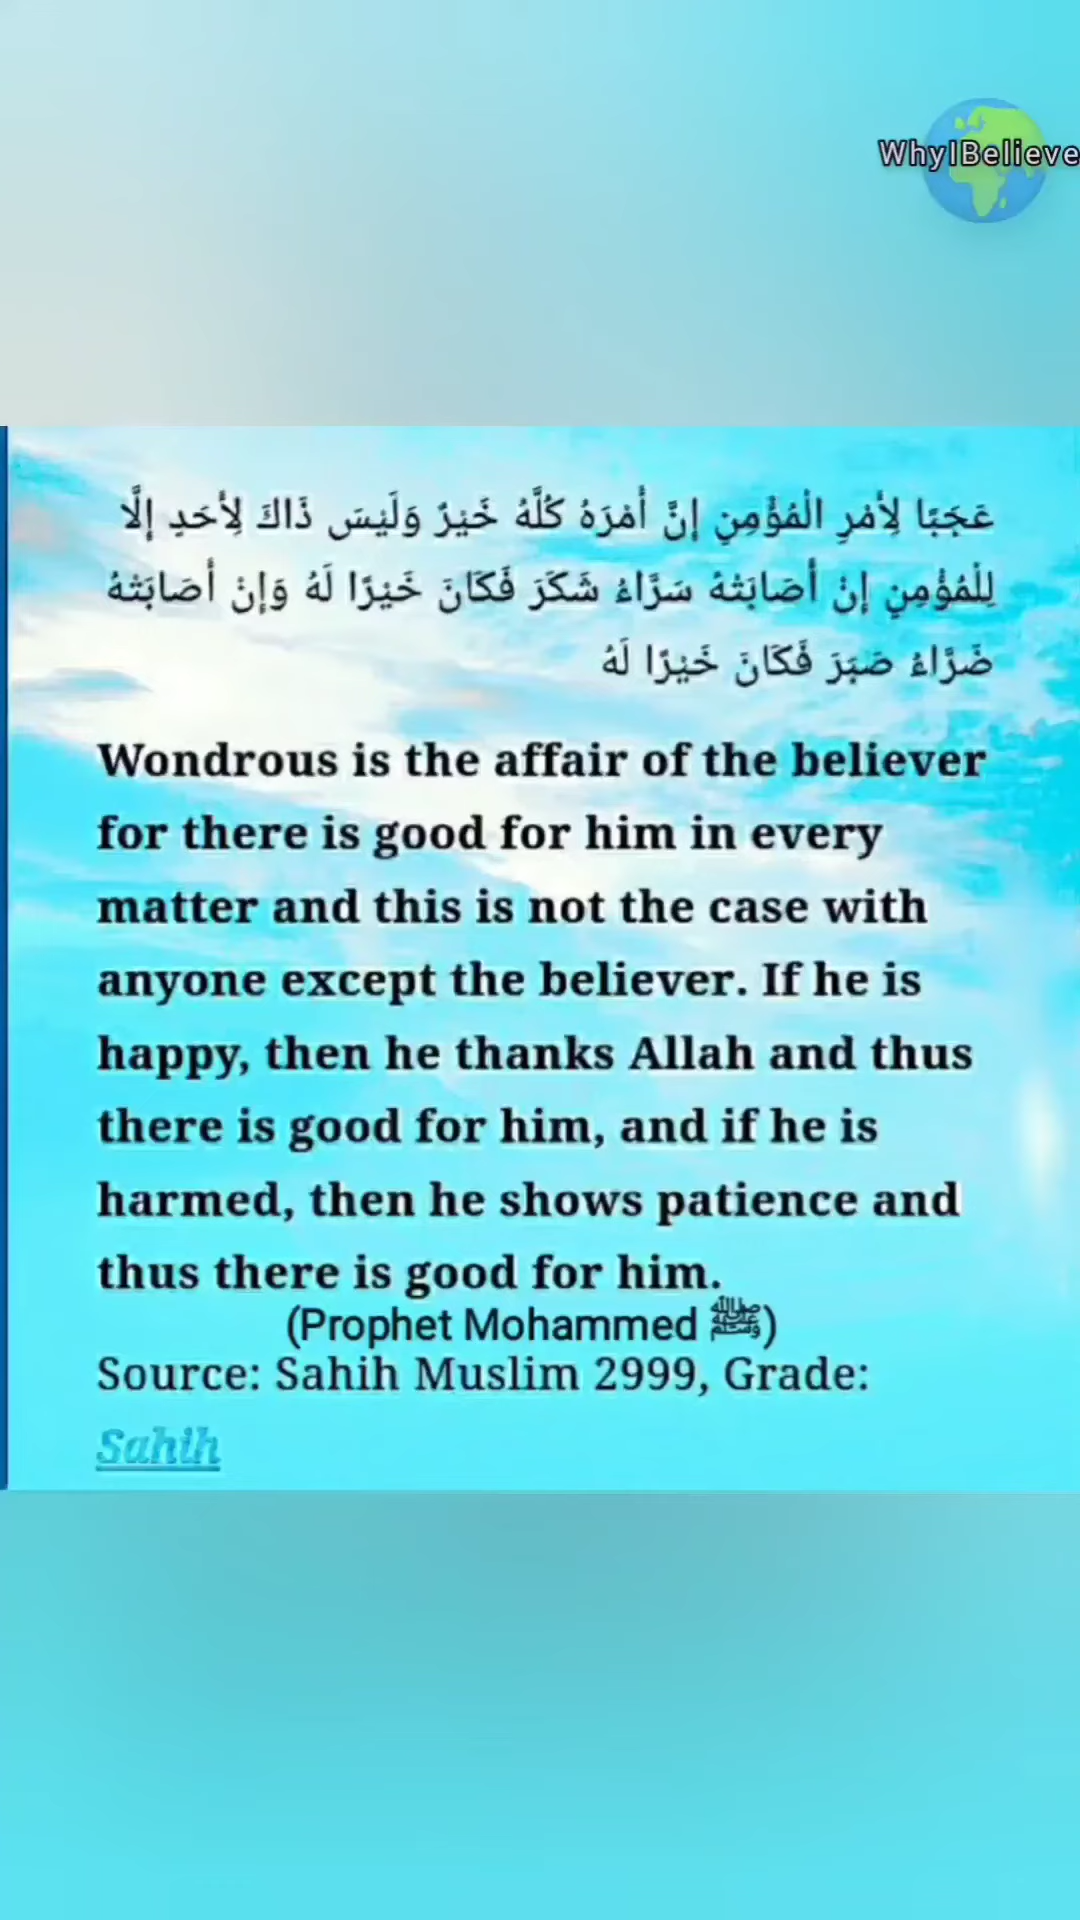 WhyIBelieve
عَجَبًا لِأَمْرِ الْمُؤْمِنِ إِنَّ أَمْرَهُ كُلَّهُ خَيْرٌ وَلَيْسَ ذَاكَ لِأَحَدٍ إِلَّا
لِلْمُؤْمِنِ إِنْ أَصَابَتْهُ سَرَّاءُ شَكَرَ فَكَانَ خَيْرًا لَهُ وَإِنْ أَصَابَتْهُ
ضَرَّاءُ صَبَرَ فَكَانَ خَيْرًا لَهُ
Wondrous is the affair of the believer
for there is good for him in every
matter and this is not the case with
anyone except the believer. If he is
happy, then he thanks Allah and thus
there is good for him, and if he is
harmed, then he shows patience and
thus there is good for him.
(Prophet Mohammed ﷺ)
Source: Sahih Muslim 2999, Grade:
Sahih